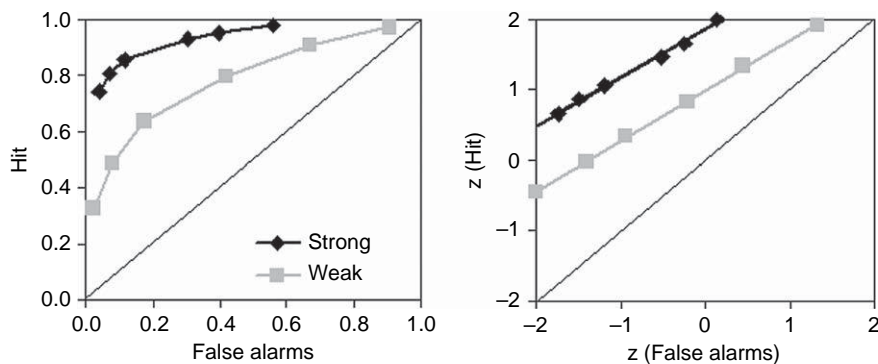 1.0
0.8
0.6
0.4
0.2
0.0
Hit
0.0 0.2 0.4 0.6 0.8 1.0
False alarms
Strong
Weak
2
1
0
–1
–2
z (Hit)
–2 –1 0 1 2
z (False alarms)